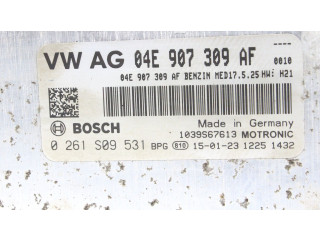 VW AG 04E 907 309 AF 0010
04E 907 309 AF BENZIN MED17.5.25 HW: H21
BOSCH Made in Germany
1039S67613 MOTRONIC
0 261 S09 531 BPG 610 15-01-23 1225 1432